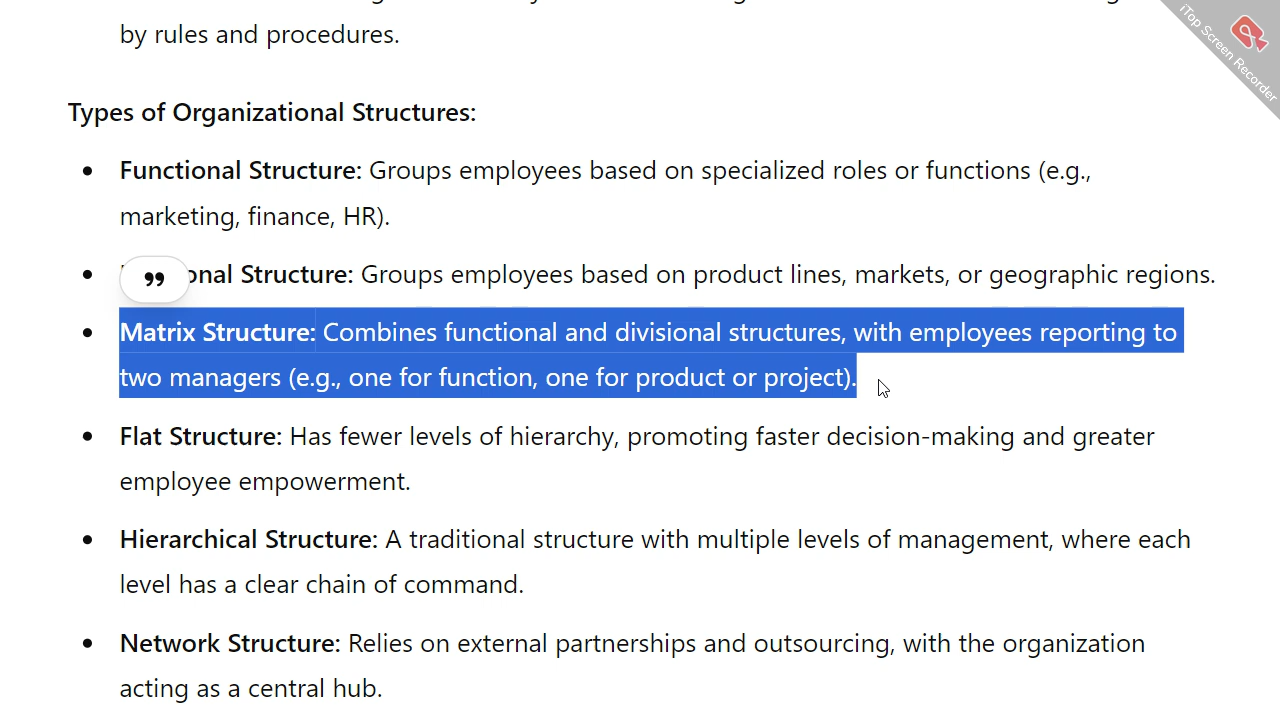 by rules and procedures.
Types of Organizational Structures:
Functional Structure: Groups employees based on specialized roles or functions (e.g.,
marketing, finance, HR).
onal Structure: Groups employees based on product lines, markets, or geographic regions.
Matrix Structure: Combines functional and divisional structures, with employees reporting to
two managers (e.g., one for function, one for product or project).
Flat Structure: Has fewer levels of hierarchy, promoting faster decision-making and greater
employee empowerment.
Hierarchical Structure: A traditional structure with multiple levels of management, where each
level has a clear chain of command.
Network Structure: Relies on external partnerships and outsourcing, with the organization
acting as a central hub.
iTop Screen Recorder